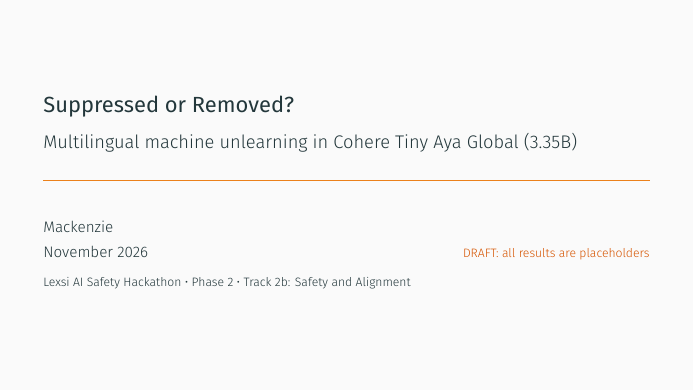 Suppressed or Removed?
Multilingual machine unlearning in Cohere Tiny Aya Global (3.35B)
Mackenzie
November 2026
DRAFT: all results are placeholders
Lexsi AI Safety Hackathon • Phase 2 • Track 2b: Safety and Alignment